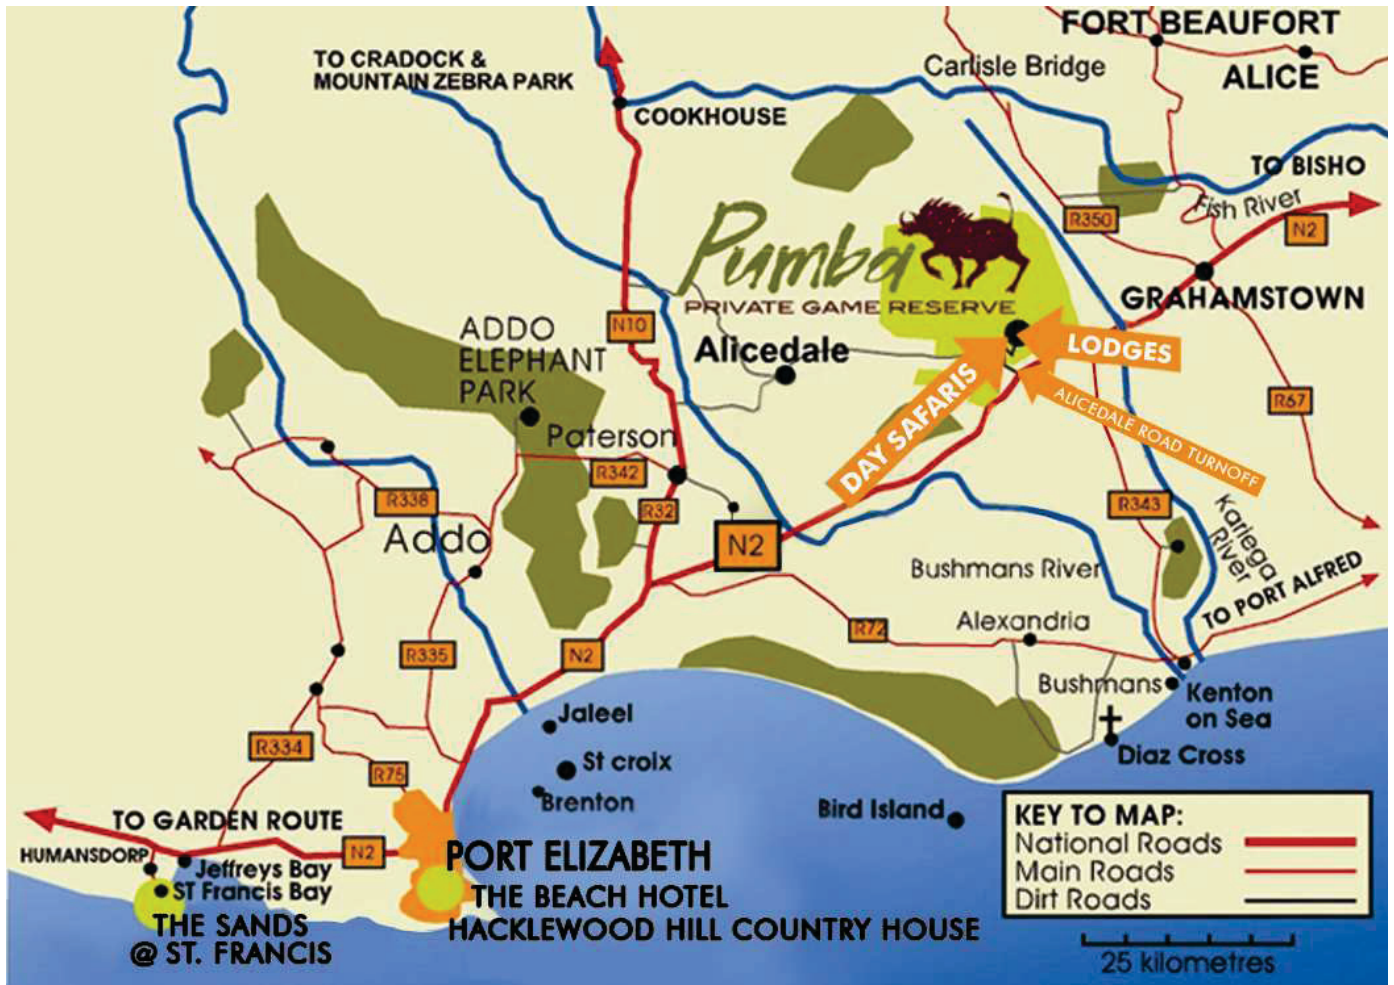 FORT BEAUFORT
TO CRADOCK &
MOUNTAIN ZEBRA PARK
Carlisle Bridge
ALICE
COOKHOUSE
TO BISHO
Fish River
R350
N2
Pumba
PRIVATE GAME RESERVE
GRAHAMSTOWN
N10
ADDO
ELEPHANT
PARK
Alicedale
LODGES
DAY SAFARIS
ALICEDALE ROAD TURNOFF
R67
Paterson
R342
R338
R32
R343
Kariega
River
Addo
N2
Bushmans River
TO PORT ALFRED
Alexandria
R72
R335
N2
Bushmans
Kenton
on Sea
Jaleel
R334
Diaz Cross
St croix
R75
Brenton
Bird Island
TO GARDEN ROUTE
HUMANSDORP
N2
Jeffreys Bay
ST Francis Bay
THE SANDS
@ ST. FRANCIS
PORT ELIZABETH
THE BEACH HOTEL
HACKLEWOOD HILL COUNTRY HOUSE
KEY TO MAP:
National Roads
Main Roads
Dirt Roads
25 kilometres